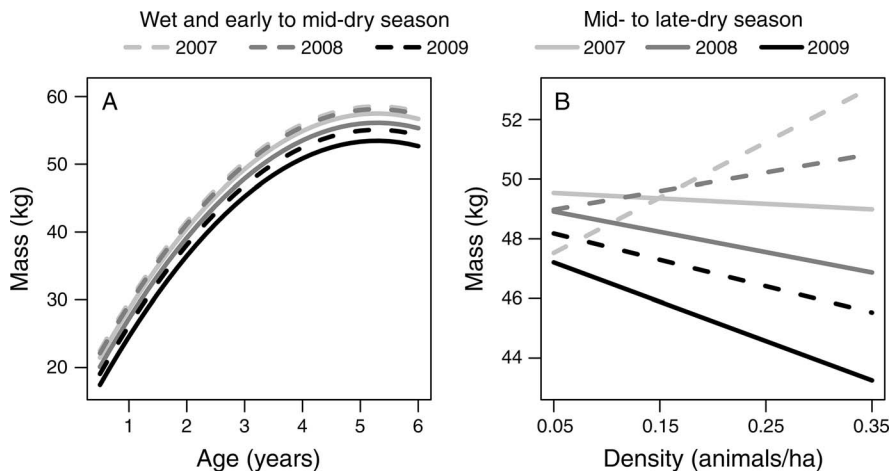 Wet and early to mid-dry season
2007 2008 2009
Mid- to late-dry season
2007 2008 2009
A
Mass (kg)
60
50
40
30
20
1 2 3 4 5 6
Age (years)
B
Mass (kg)
52
50
48
46
44
0.05 0.15 0.25 0.35
Density (animals/ha)